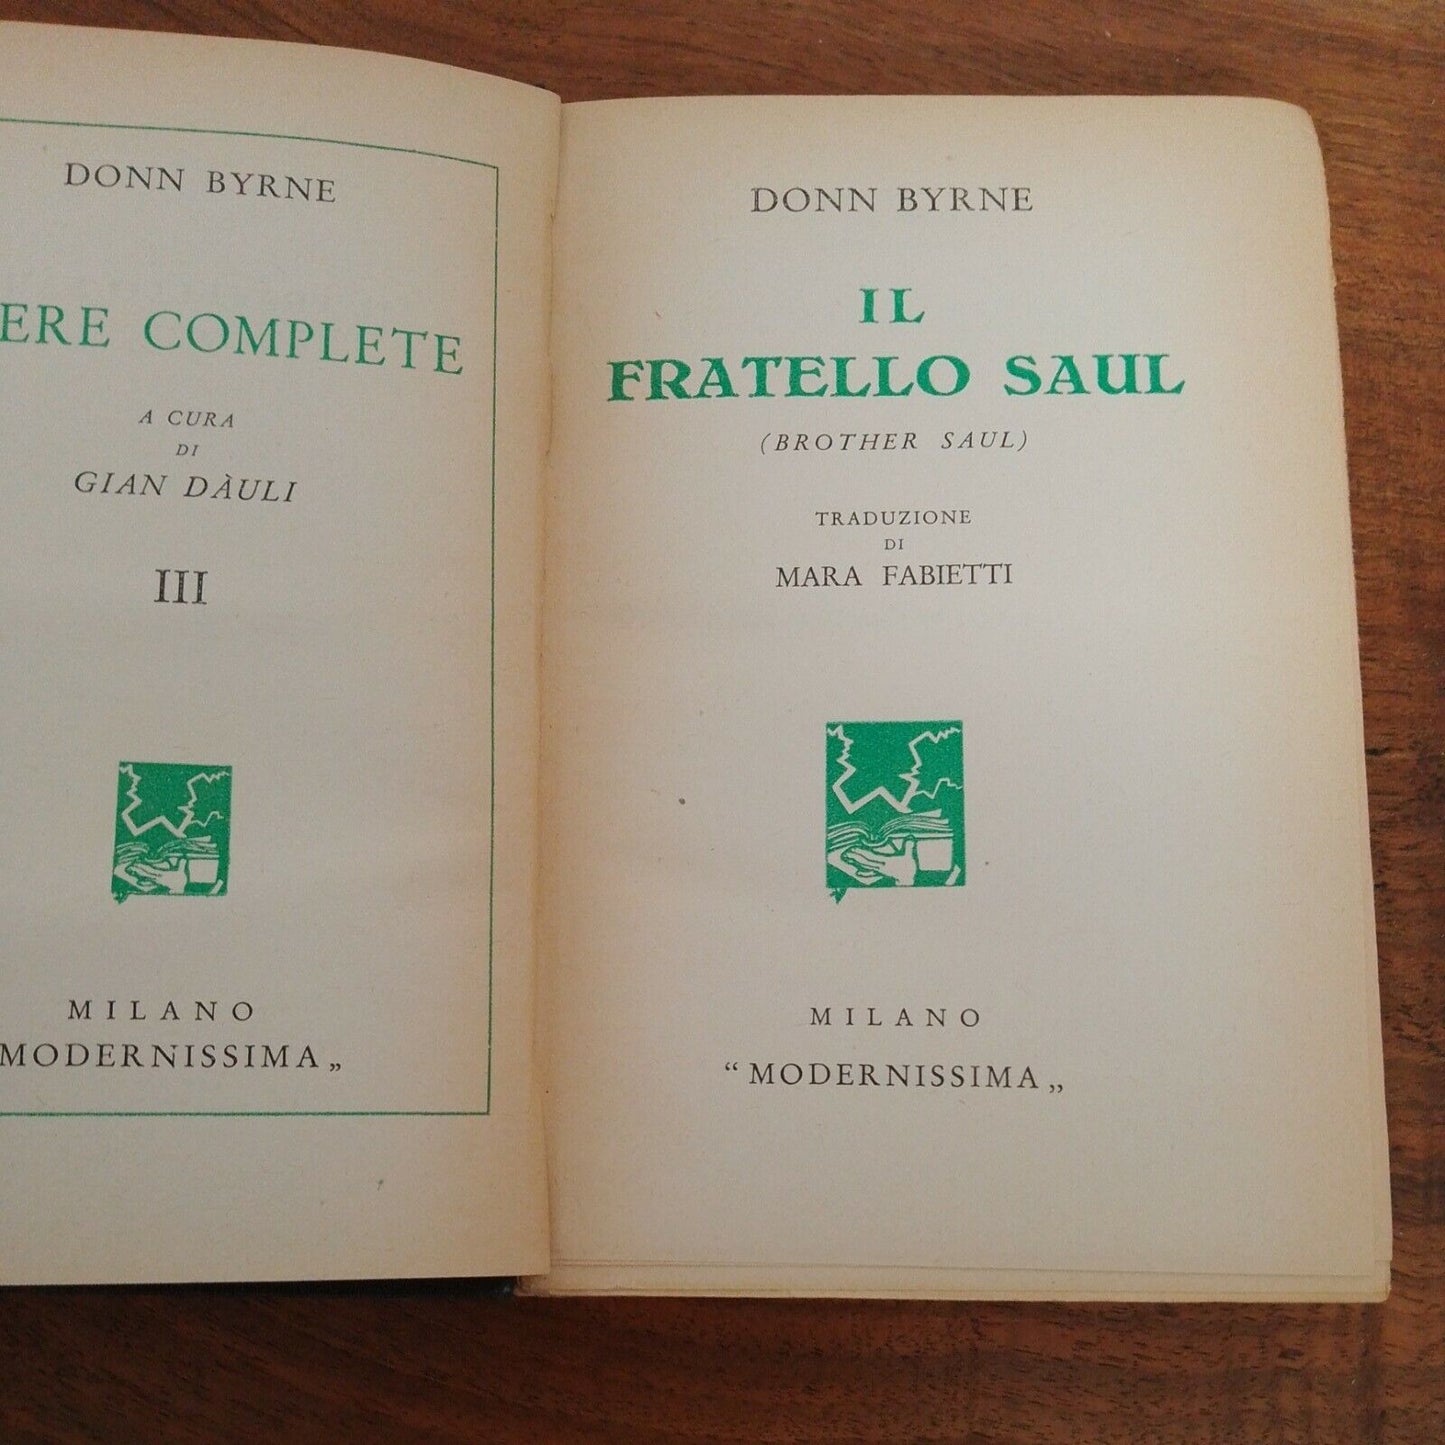 DONN BYRNE
ERE COMPLETE
A CURA
DI
GIAN DÀULI
III
MILANO
MODERNISSIMA„
DONN BYRNE
IL
FRATELLO SAUL
(BROTHER SAUL)
TRADUZIONE
DI
MARA FABIETTI
MILANO
“MODERNISSIMA„